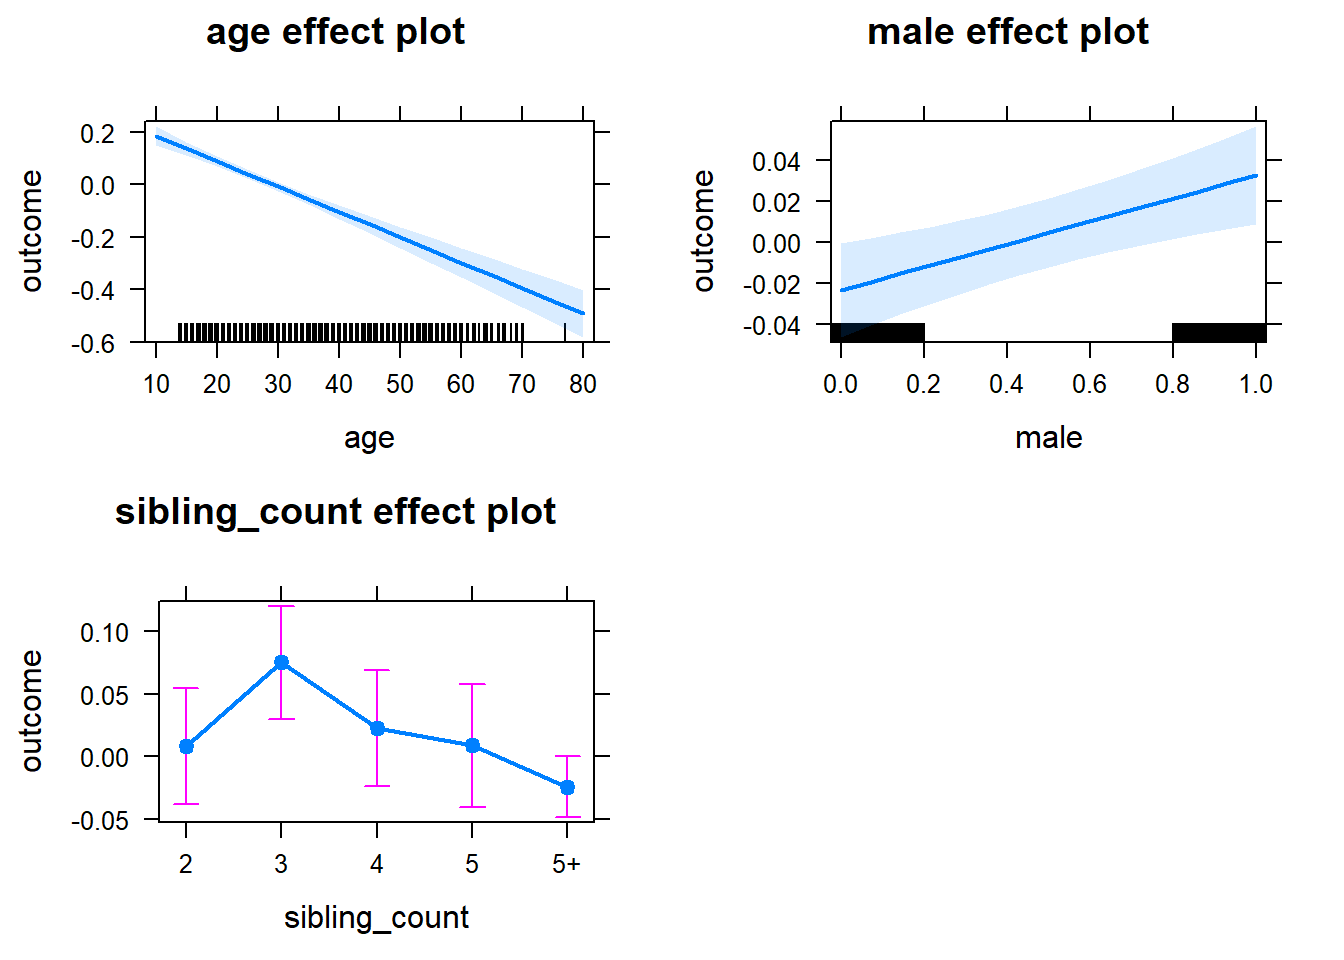 age effect plot
outcome
0.2
0.0
-0.2
-0.4
-0.6
10 20 30 40 50 60 70 80
age
male effect plot
outcome
0.04
0.02
0.00
-0.02
-0.04
0.0 0.2 0.4 0.6 0.8 1.0
male
sibling_count effect plot
outcome
0.10
0.05
0.00
-0.05
2 3 4 5 5+
sibling_count